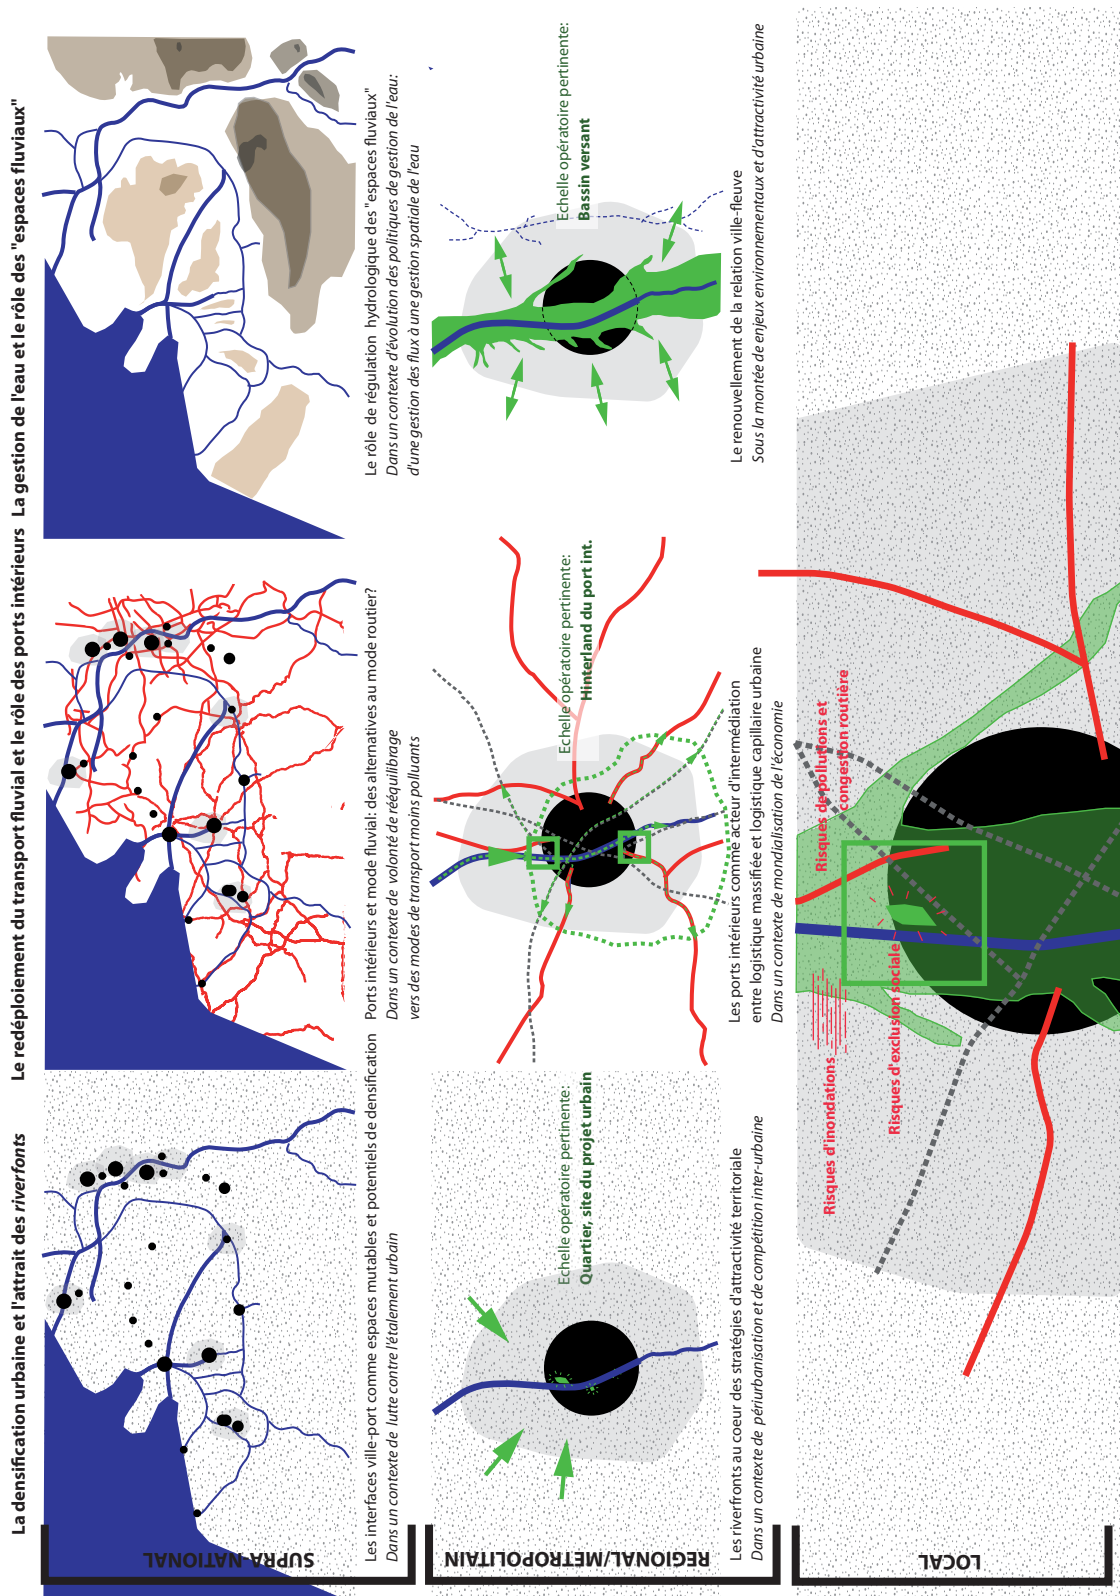 La densification urbaine et l'attrait des riverfonts
Le redéploiement du transport fluvial et le rôle des ports intérieurs
La gestion de l'eau et le rôle des "espaces fluviaux"
SUPRA-NATIONAL
Les interfaces ville-port comme espaces mutables et potentiels de densification
Dans un contexte de lutte contre l'étalement urbain
Ports intérieurs et mode fluvial: des alternatives au mode routier?
Dans un contexte de volonté de rééquilibrage
vers des modes de transport moins polluants
Le rôle de régulation hydrologique des "espaces fluviaux"
Dans un contexte d'évolution des politiques de gestion de l'eau:
d'une gestion des flux à une gestion spatiale de l'eau
REGIONAL/METROPOLITAIN
Echelle opératoire pertinente:
Quartier, site du projet urbain
Echelle opératoire pertinente:
Hinterland du port int.
Echelle opératoire pertinente:
Bassin versant
Les riverfronts au coeur des stratégies d'attractivité territoriale
Dans un contexte de périurbanisation et de compétition inter-urbaine
Les ports intérieurs comme acteur d'intermédiation
entre logistique massifiée et logistique capillaire urbaine
Dans un contexte de mondialisation de l'économie
Le renouvellement de la relation ville-fleuve
Sous la montée de enjeux environnementaux et d'attractivité urbaine
LOCAL
Risques d'inondations
Risques d'exclusion sociale
Risques de pollutions et
congestion routière